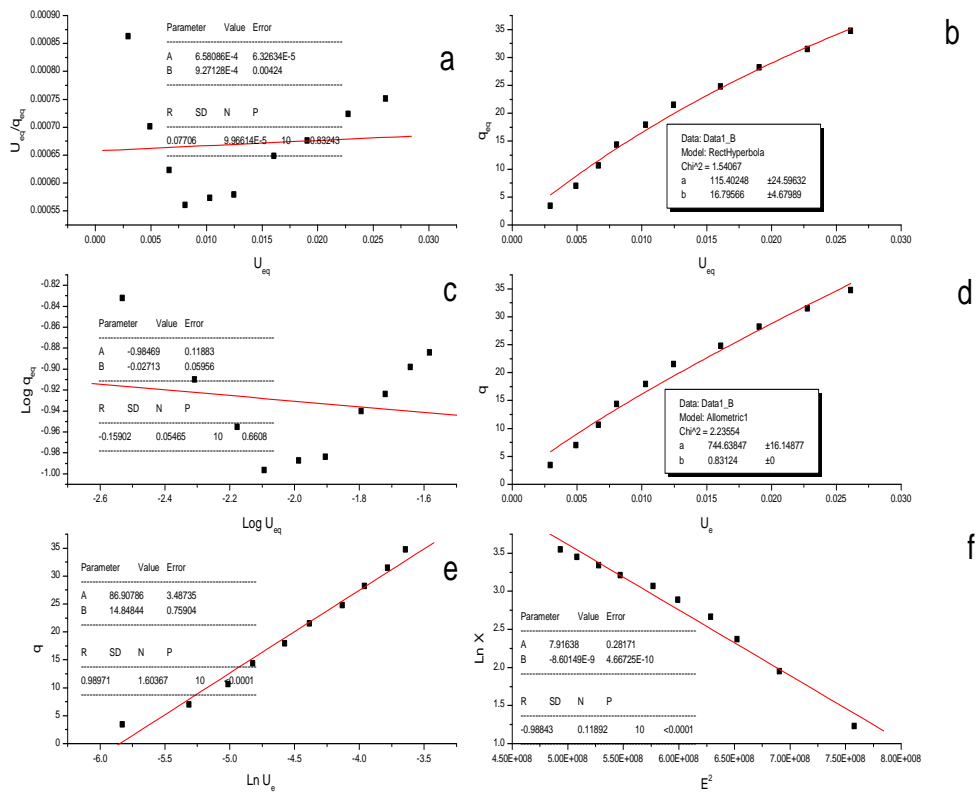 a
0.00090
0.00085
0.00080
0.00075
0.00070
0.00065
0.00060
0.00055
U_eq/q_eq
Parameter Value Error
A 6.58086E-4 6.32634E-5
B 9.27128E-4 0.00424
R SD N P
0.07706 9.96614E-5 10 0.83243
0.000 0.005 0.010 0.015 0.020 0.025 0.030
U_eq
b
40
35
30
25
20
15
10
5
0
q_eq
Data: Data1_B
Model: RectHyperbola
Chi^2 = 1.54067
a 115.40248 ±24.59632
b 16.79566 ±4.67989
0.000 0.005 0.010 0.015 0.020 0.025 0.030
U_eq
c
-0.82
-0.84
-0.86
-0.88
-0.90
-0.92
-0.94
-0.96
-0.98
-1.00
Log q_eq
Parameter Value Error
A -0.98469 0.11883
B -0.02713 0.05956
R SD N P
-0.15902 0.05465 10 0.6608
-2.6 -2.4 -2.2 -2.0 -1.8 -1.6
Log U_eq
d
40
35
30
25
20
15
10
5
0
q
Data: Data1_B
Model: Allometric1
Chi^2 = 2.23554
a 744.63847 ±16.14877
b 0.83124 ±0
0.000 0.005 0.010 0.015 0.020 0.025 0.030
U_e
e
40
35
30
25
20
15
10
5
0
q
Parameter Value Error
A 86.90786 3.48735
B 14.84844 0.75904
R SD N P
0.98971 1.60367 10 <0.0001
-6.0 -5.5 -5.0 -4.5 -4.0 -3.5
Ln U_e
f
3.5
3.0
2.5
2.0
1.5
1.0
Ln X
Parameter Value Error
A 7.91638 0.28171
B -8.60149E-9 4.66725E-10
R SD N P
-0.98843 0.11892 10 <0.0001
4.50E+008 5.00E+008 5.50E+008 6.00E+008 6.50E+008 7.00E+008 7.50E+008 8.00E+008
E²